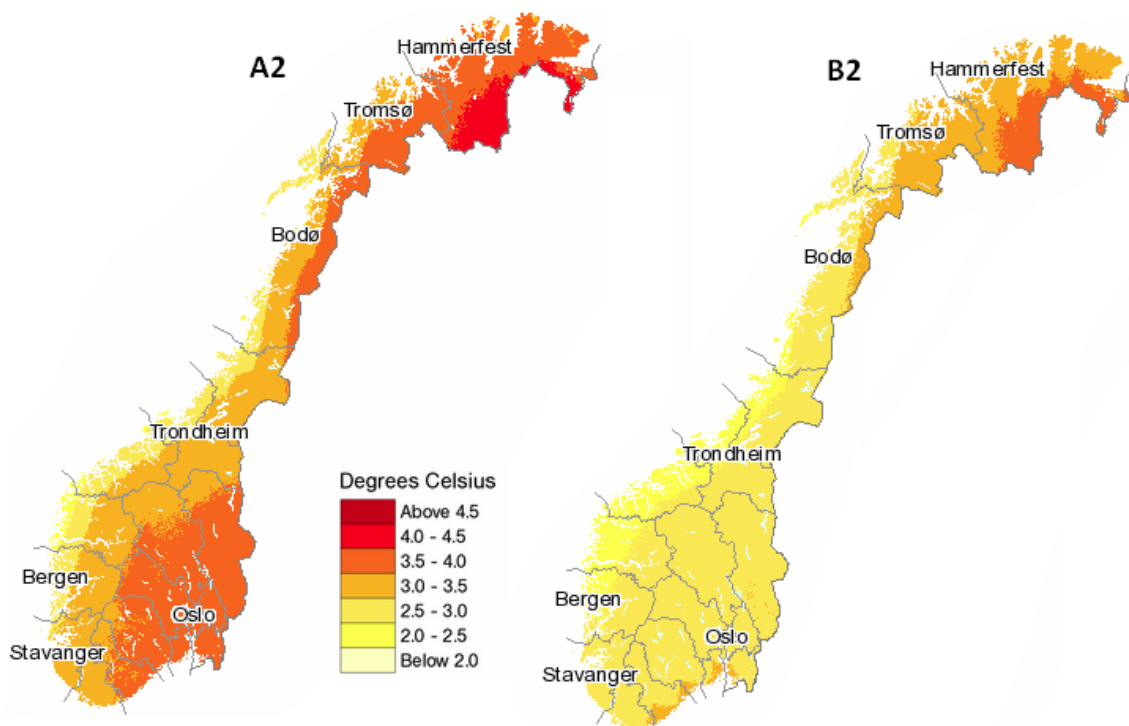 A2
Hammerfest
Tromsø
Bodø
Trondheim
Bergen
Oslo
Stavanger
Degrees Celsius
Above 4.5
4.0 - 4.5
3.5 - 4.0
3.0 - 3.5
2.5 - 3.0
2.0 - 2.5
Below 2.0
B2
Hammerfest
Tromsø
Bodø
Trondheim
Bergen
Oslo
Stavanger